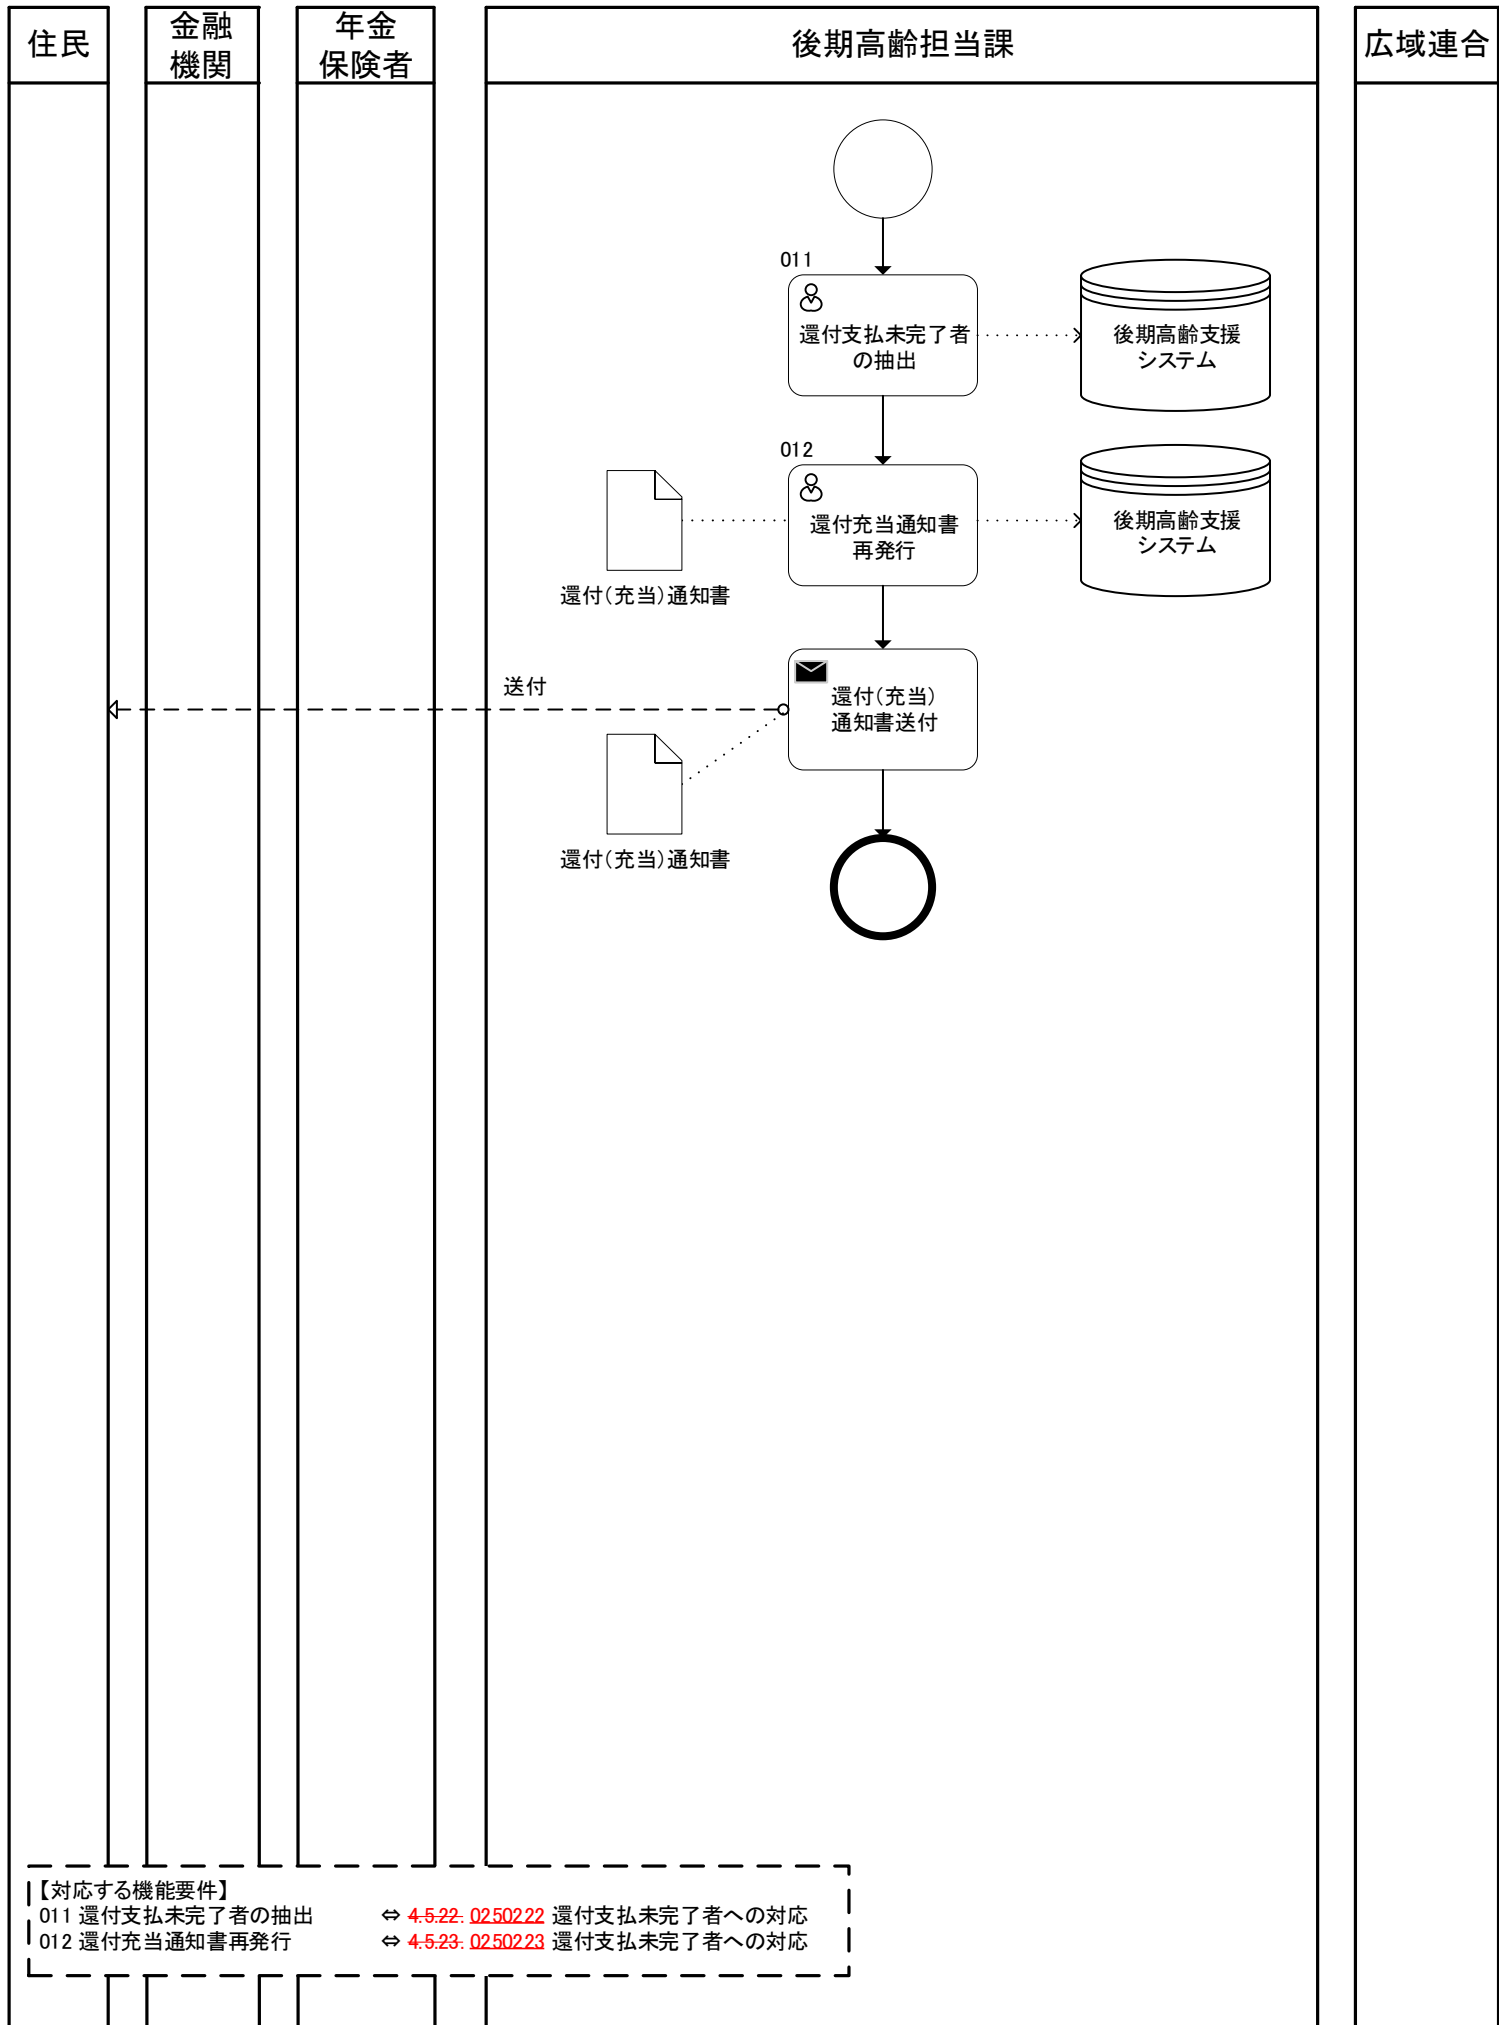 住民
金融
機関
年金
保険者
後期高齢担当課
広域連合
011
還付支払未完了者
の抽出
後期高齢支援
システム
012
還付充当通知書
再発行
後期高齢支援
システム
還付(充当)通知書
送付
還付(充当)
通知書送付
還付(充当)通知書
【対応する機能要件】
011 還付支払未完了者の抽出 ⇔ 4.5.22. 0250222 還付支払未完了者への対応
012 還付充当通知書再発行 ⇔ 4.5.23. 0250223 還付支払未完了者への対応